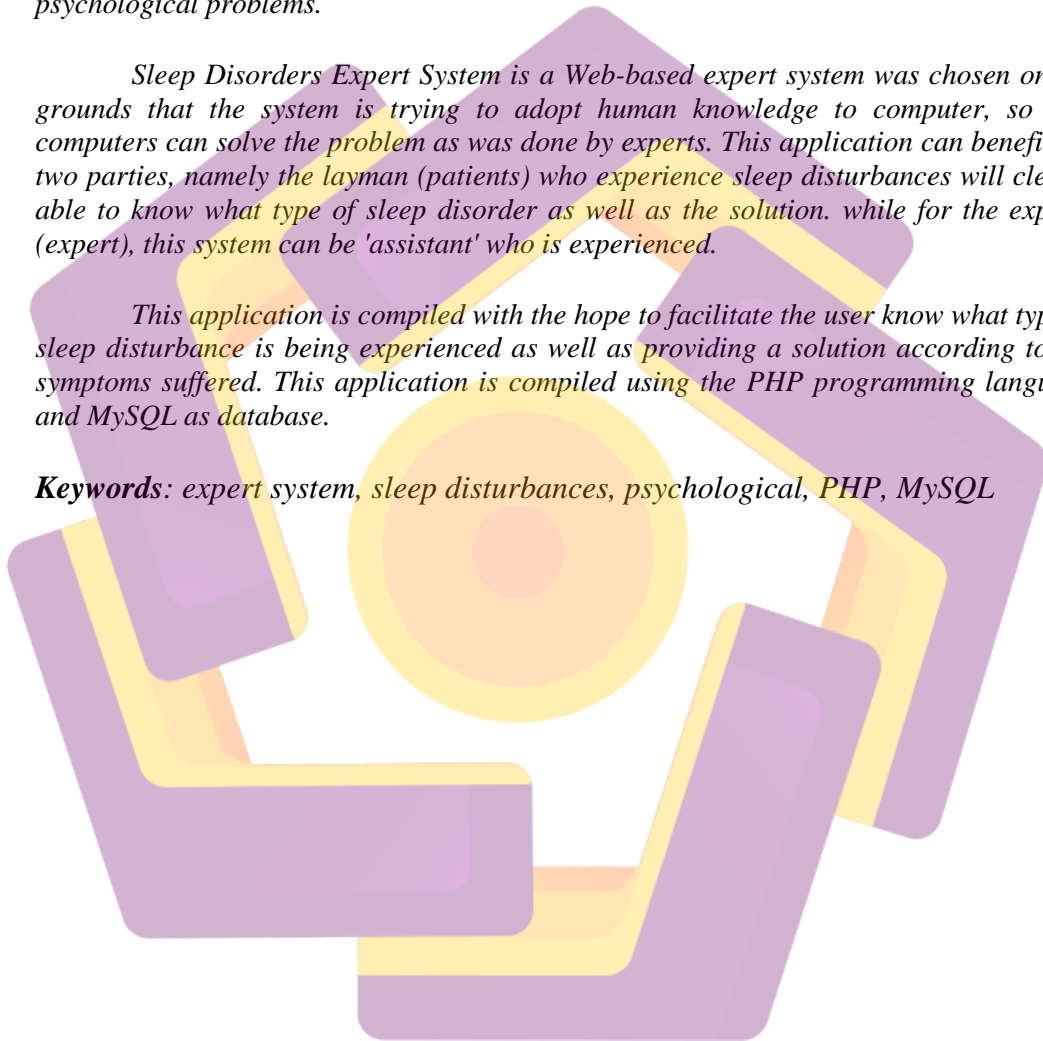 psychological problems.
Sleep Disorders Expert System is a Web-based expert system was chosen on
grounds that the system is trying to adopt human knowledge to computer, so
computers can solve the problem as was done by experts. This application can benefi
two parties, namely the layman (patients) who experience sleep disturbances will cle
able to know what type of sleep disorder as well as the solution. while for the exp
(expert), this system can be 'assistant' who is experienced.
This application is compiled with the hope to facilitate the user know what typ
sleep disturbance is being experienced as well as providing a solution according to
symptoms suffered. This application is compiled using the PHP programming langu
and MySQL as database.
Keywords: expert system, sleep disturbances, psychological, PHP, MySQL